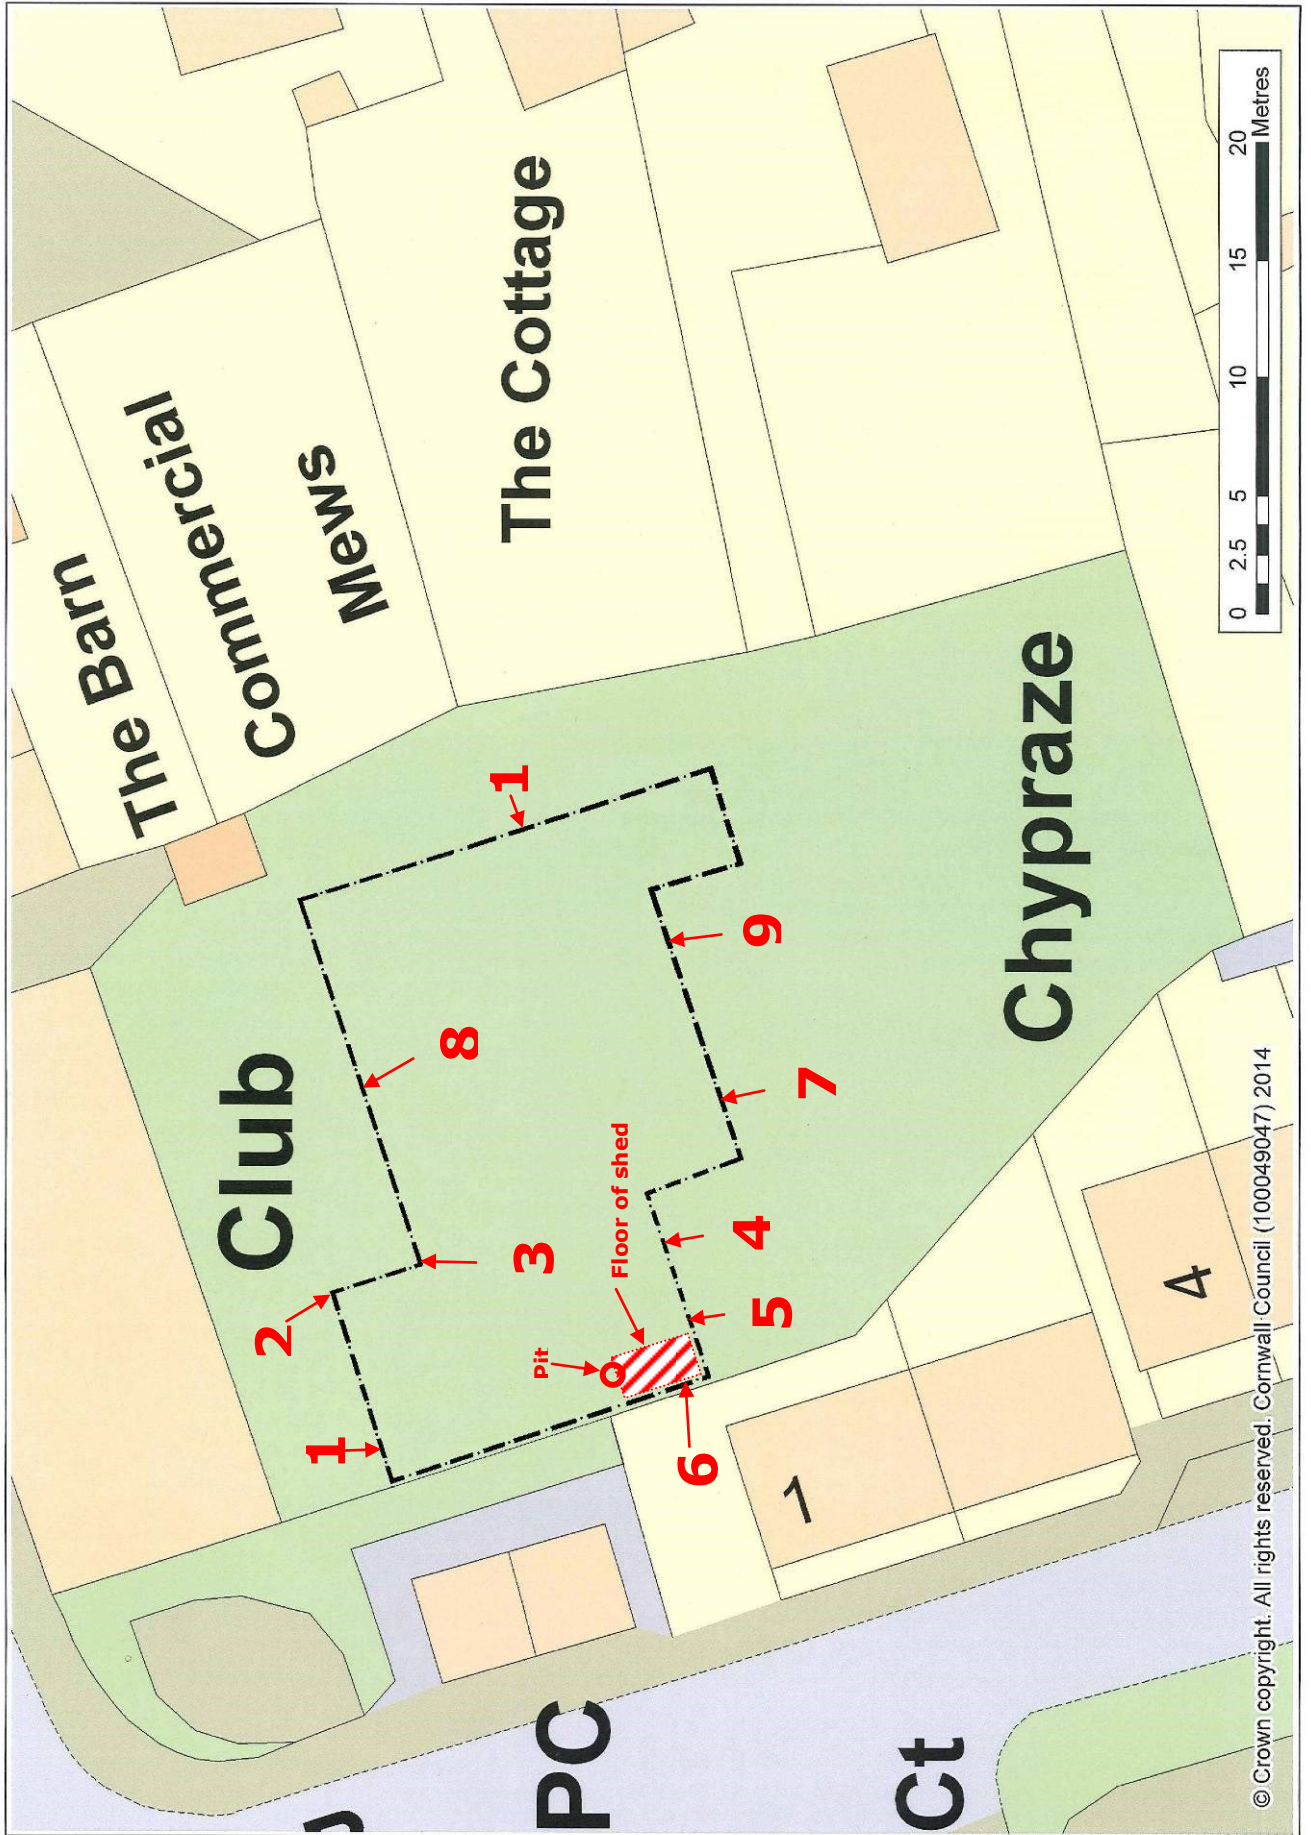 The Barn
Commercial
Mews
The Cottage
Club
1
2
3
8
1
9
7
4
5
6
Floor of shed
Pit
Chypraze
1
4
PC
Ct
0 2.5 5 10 15 20
Metres
© Crown copyright. All rights reserved. Cornwall Council (100049047) 2014